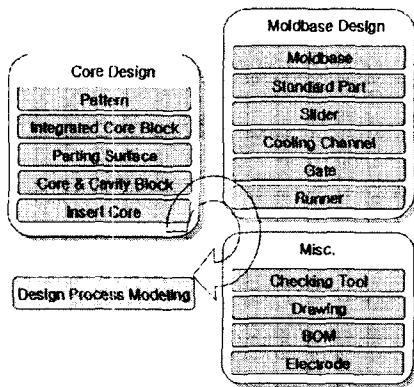 Core Design
Pattern
Integrated Core Block
Parting Surface
Core & Cavity Block
Insert Core
Design Process Modeling
Moldbase Design
Moldbase
Standard Part
Slider
Cooling Channel
Gate
Runner
Misc.
Checking Tool
Drawing
BOM
Electrode